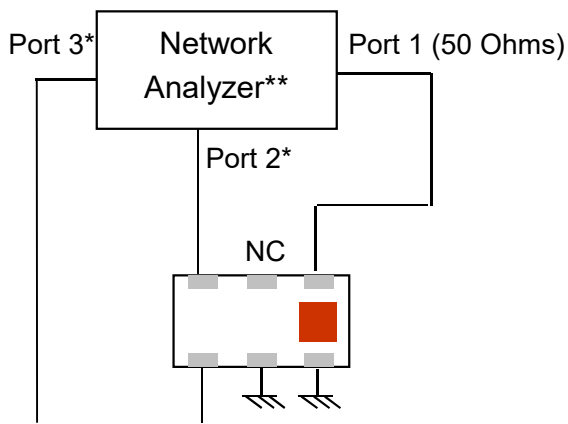 Port 3*
Network
Analyzer**
Port 1 (50 Ohms)
Port 2*
NC